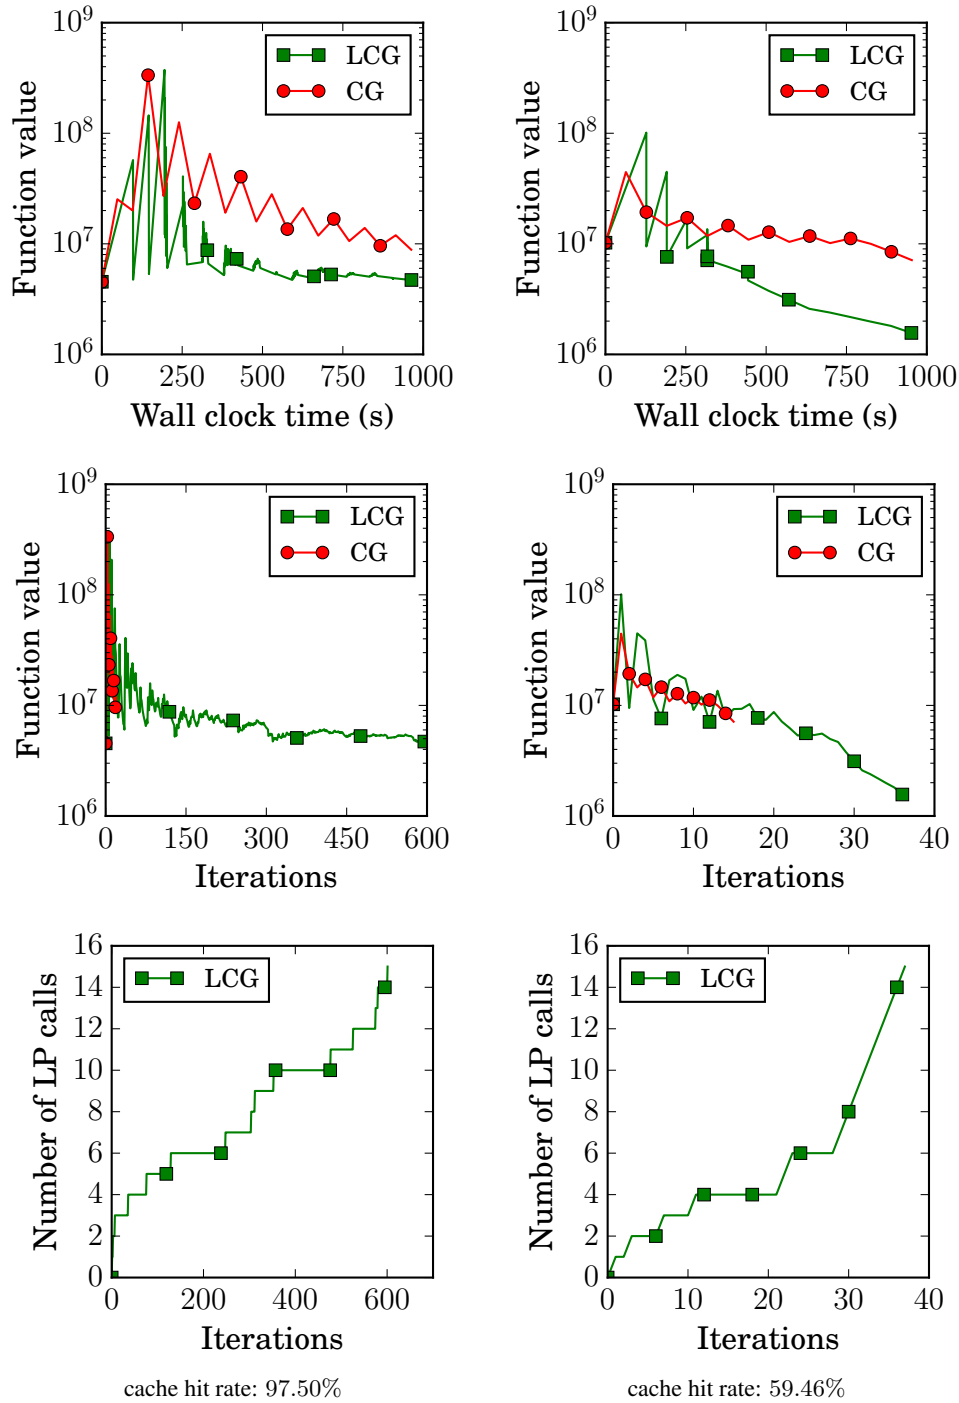 10^9
10^8
10^7
10^6
Function value
LCG
CG
0 250 500 750 1000
Wall clock time (s)
10^9
10^8
10^7
10^6
Function value
LCG
CG
0 250 500 750 1000
Wall clock time (s)
10^9
10^8
10^7
10^6
Function value
LCG
CG
0 150 300 450 600
Iterations
10^9
10^8
10^7
10^6
Function value
LCG
CG
0 10 20 30 40
Iterations
16
14
12
10
8
6
4
2
0
Number of LP calls
LCG
0 200 400 600
Iterations
16
14
12
10
8
6
4
2
0
Number of LP calls
LCG
0 10 20 30 40
Iterations
cache hit rate: 97.50%
cache hit rate: 59.46%